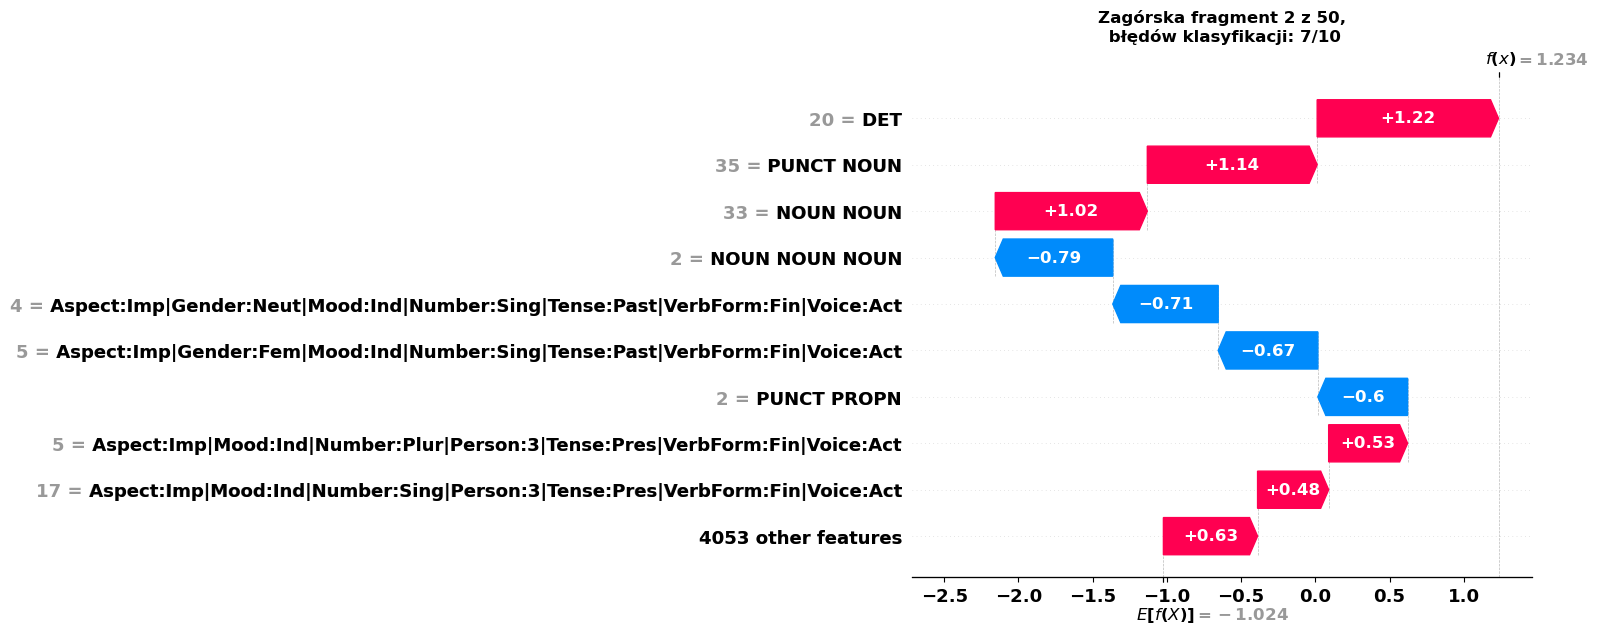 Zagórska fragment 2 z 50,
błędów klasyfikacji: 7/10
f(x) = 1.234
20 = DET
+1.22
35 = PUNCT NOUN
+1.14
33 = NOUN NOUN
+1.02
2 = NOUN NOUN NOUN
−0.79
4 = Aspect:Imp|Gender:Neut|Mood:Ind|Number:Sing|Tense:Past|VerbForm:Fin|Voice:Act
−0.71
5 = Aspect:Imp|Gender:Fem|Mood:Ind|Number:Sing|Tense:Past|VerbForm:Fin|Voice:Act
−0.67
2 = PUNCT PROPN
−0.6
5 = Aspect:Imp|Mood:Ind|Number:Plur|Person:3|Tense:Pres|VerbForm:Fin|Voice:Act
+0.53
17 = Aspect:Imp|Mood:Ind|Number:Sing|Person:3|Tense:Pres|VerbForm:Fin|Voice:Act
+0.48
4053 other features
+0.63
−2.5 −2.0 −1.5 −1.0 −0.5 0.0 0.5 1.0
E[f(X)] = −1.024